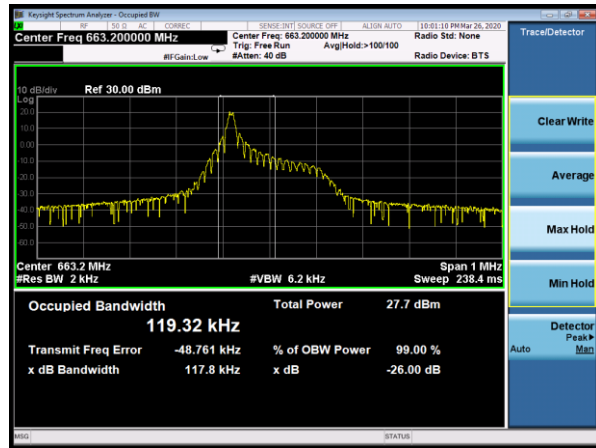 Keysight Spectrum Analyzer - Occupied BW
RF 50 Ω AC CORREC SENSE:INT SOURCE OFF ALIGN AUTO 10:01:10 PM Mar 26, 2020
Center Freq 663.200000 MHz
Center Freq: 663.200000 MHz Radio Std: None
Trig: Free Run Avg|Hold:>100/100
#IFGain:Low #Atten: 40 dB Radio Device: BTS
Trace/Detector
10 dB/div Ref 30.00 dBm
Log
20.0
10.0
0.00
-10.0
-20.0
-30.0
-40.0
-50.0
-60.0
Center 663.2 MHz Span 1 MHz
#Res BW 2 kHz #VBW 6.2 kHz Sweep 238.4 ms
Occupied Bandwidth Total Power 27.7 dBm
119.32 kHz
Transmit Freq Error -48.761 kHz % of OBW Power 99.00 %
x dB Bandwidth 117.8 kHz x dB -26.00 dB
Clear Write
Average
Max Hold
Min Hold
Detector
Peak▶
Auto Man
MSG STATUS